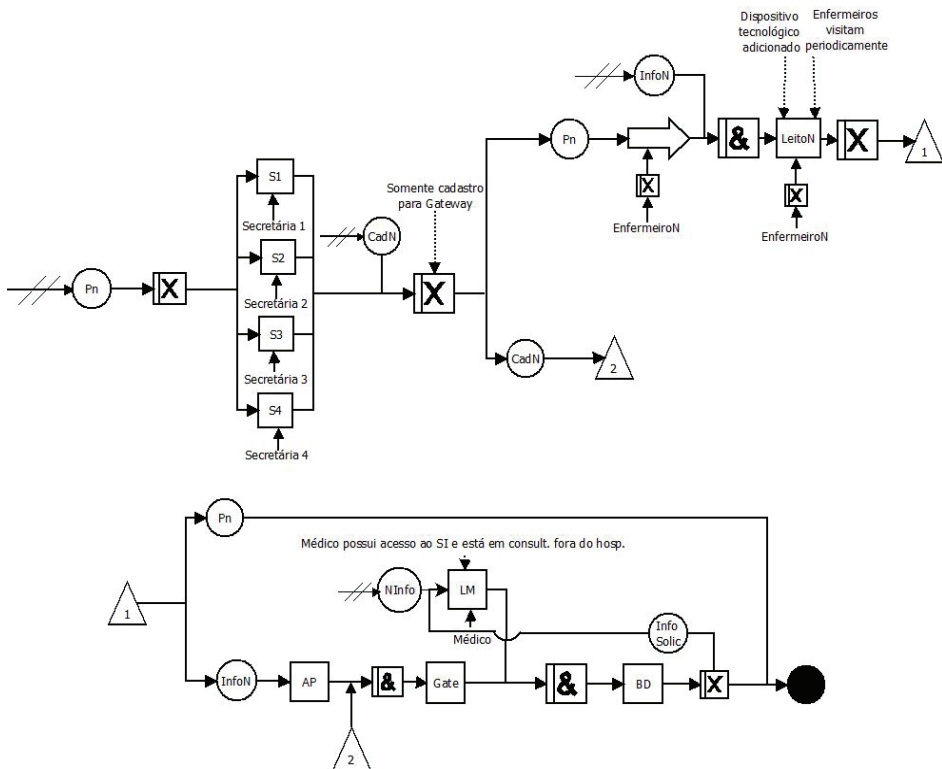 Dispositivo
tecnológico
adicionado
Enfermeiros
visitam
periodicamente
InfoN
Pn
&
LeitoN
X
1
X
EnfermeiroN
X
EnfermeiroN
S1
Secretária 1
S2
Secretária 2
S3
Secretária 3
S4
Secretária 4
Pn
X
CadN
Somente cadastro
para Gateway
X
CadN
2
Pn
Médico possui acesso ao SI e está em consult. fora do hosp.
NInfo
LM
Médico
1
Info
Solic
InfoN
AP
&
Gate
&
BD
X
2